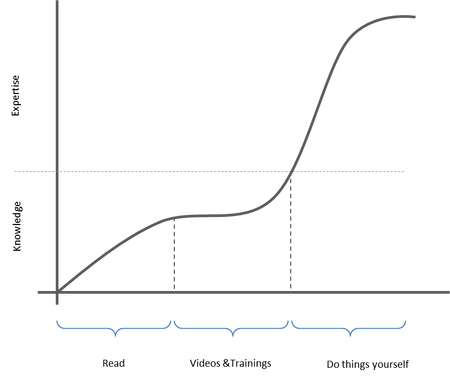 Expertise
Knowledge
Read
Videos &Trainings
Do things yourself